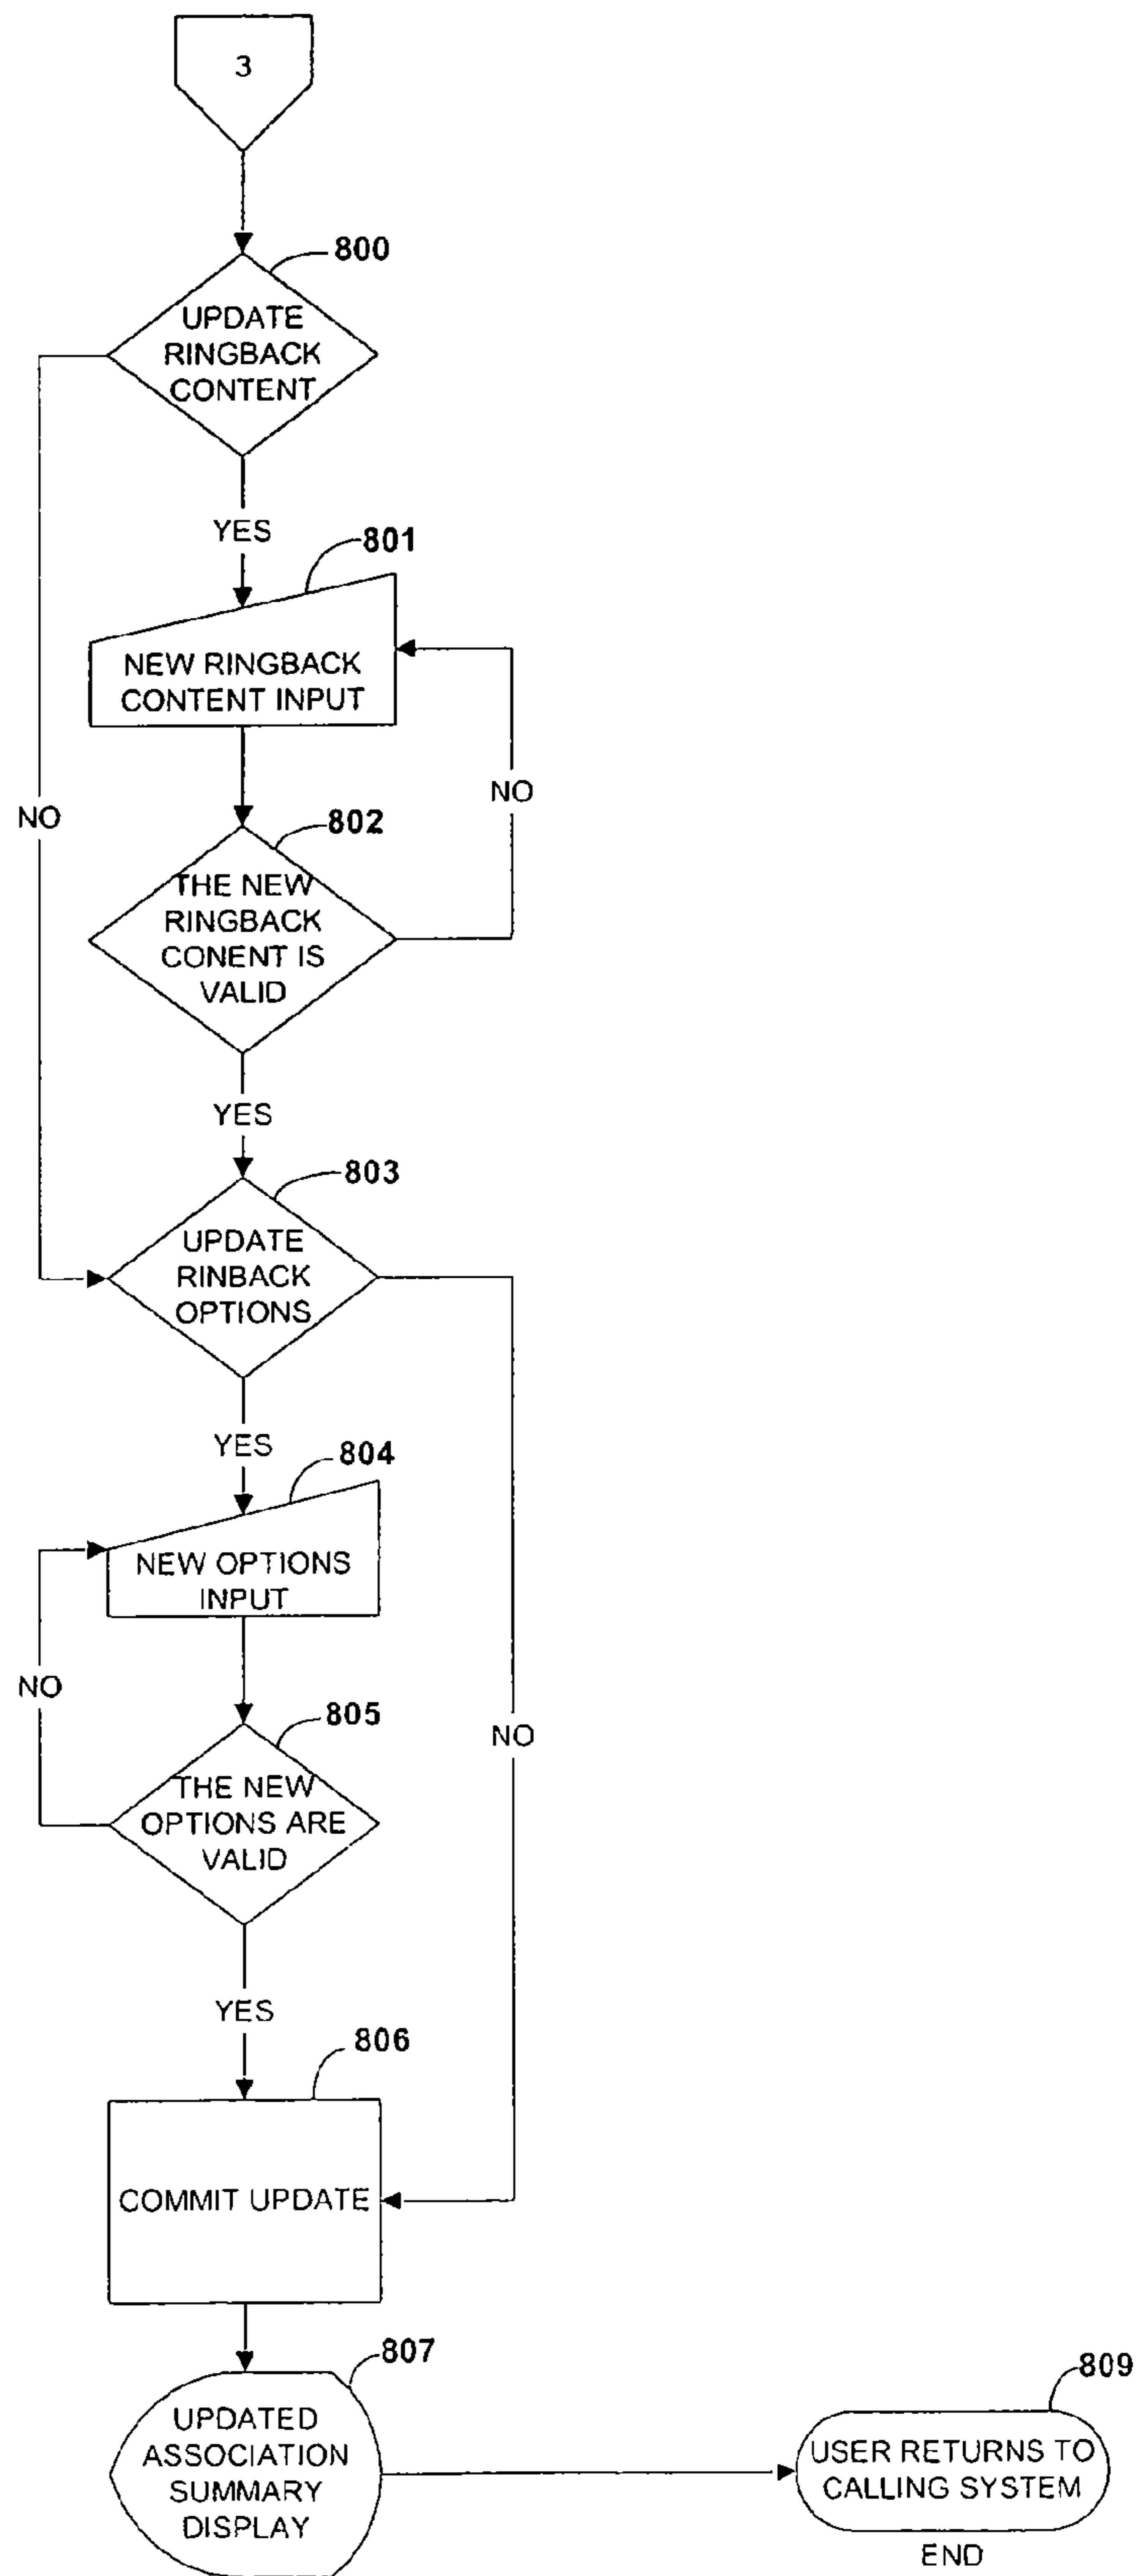 3
800
UPDATE
RINGBACK
CONTENT
YES
801
NEW RINGBACK
CONTENT INPUT
NO
NO
802
THE NEW
RINGBACK
CONENT IS
VALID
YES
803
UPDATE
RINBACK
OPTIONS
YES
804
NEW OPTIONS
INPUT
NO
805
NO
THE NEW
OPTIONS ARE
VALID
YES
806
COMMIT UPDATE
807
UPDATED
ASSOCIATION
SUMMARY
DISPLAY
809
USER RETURNS TO
CALLING SYSTEM
END